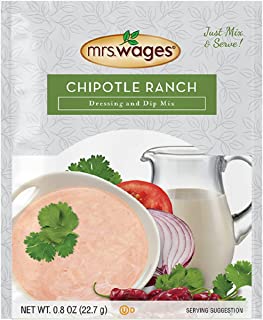 Just Mix
& Serve!
mrs.wages®
CHIPOTLE RANCH
Dressing and Dip Mix
NET WT. 0.8 OZ (22.7 g)
U D
SERVING SUGGESTION